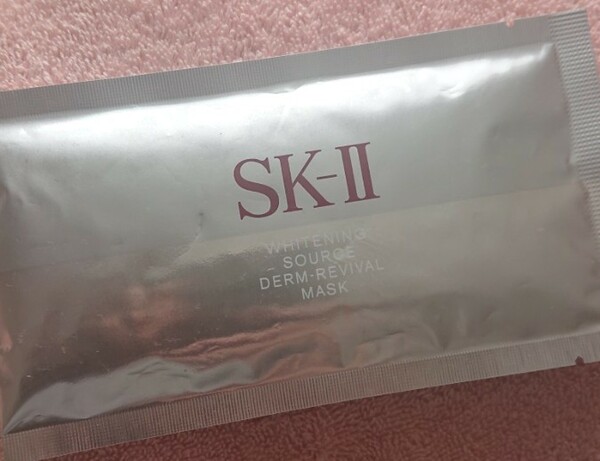 SK-II
WHITENING
SOURCE
DERM-REVIVAL
MASK